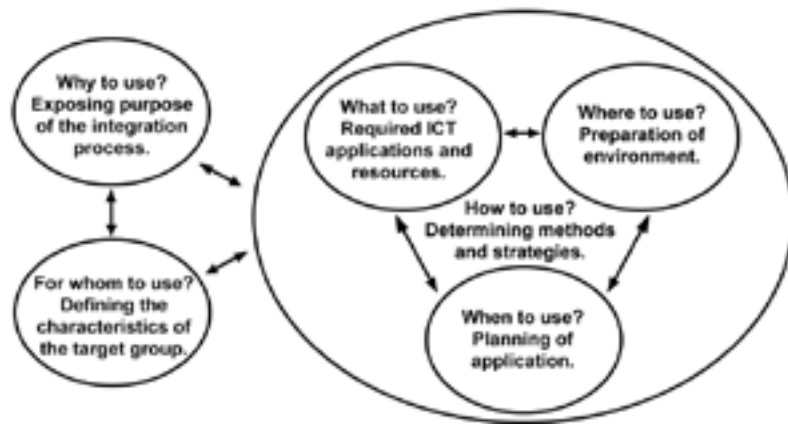 Why to use?
Exposing purpose
of the integration
process.
For whom to use?
Defining the
characteristics of
the target group.
What to use?
Required ICT
applications and
resources.
Where to use?
Preparation of
environment.
How to use?
Determining methods
and strategies.
When to use?
Planning of
application.